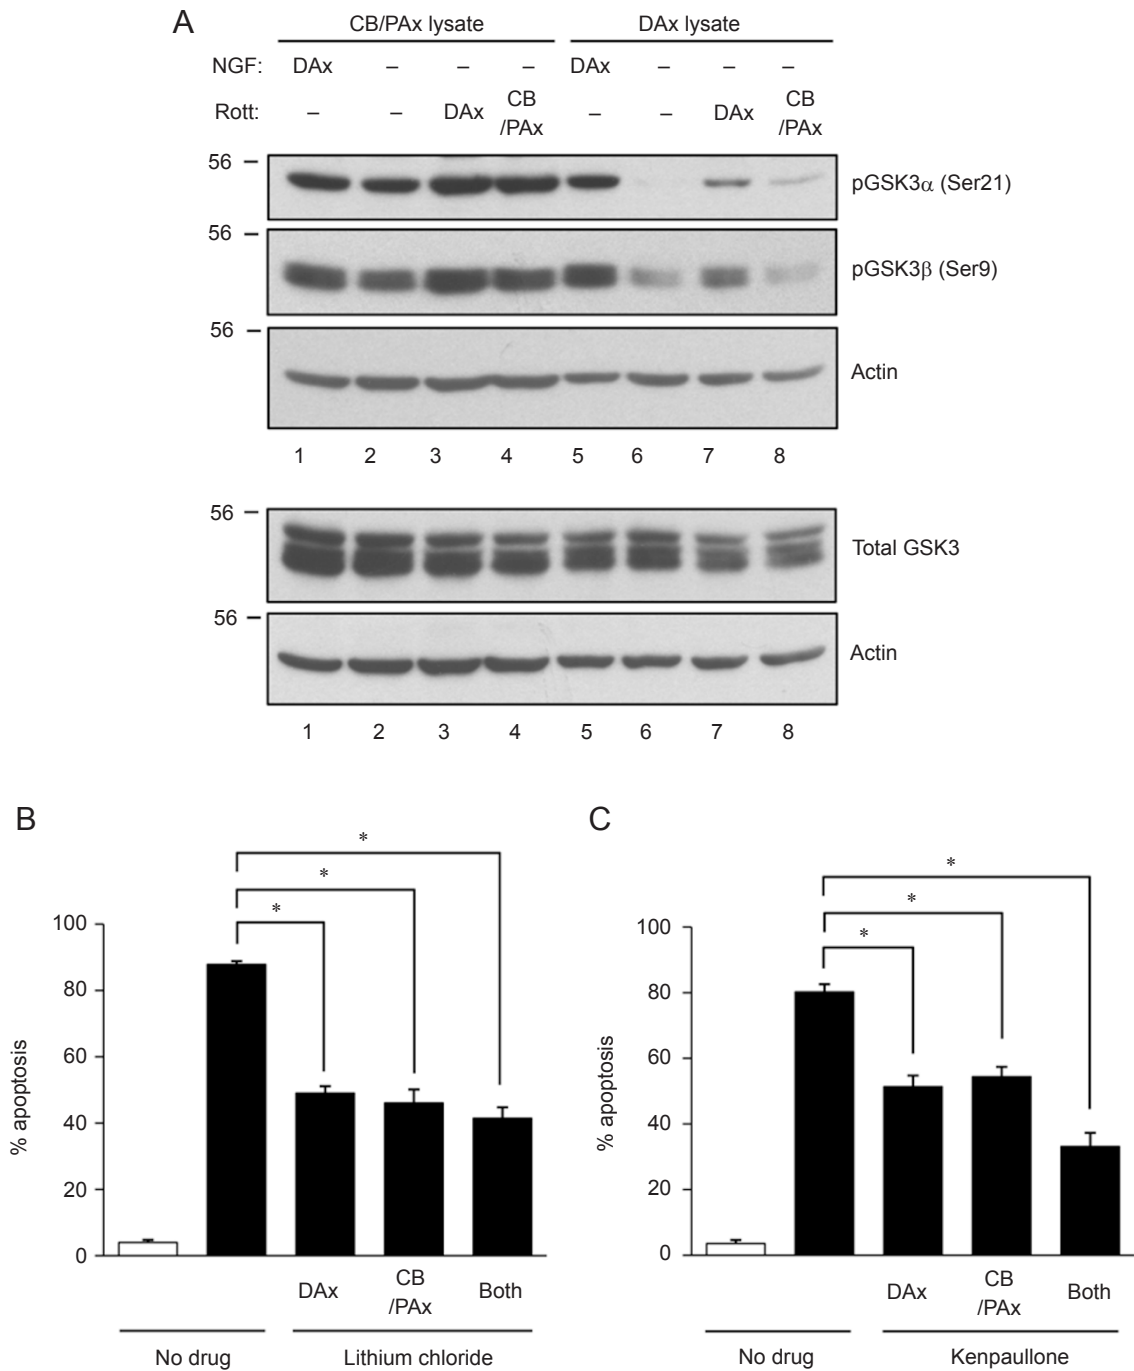 A
CB/PAx lysate DAx lysate
NGF: DAx – – – DAx – – –
Rott: – – DAx CB /PAx – – DAx CB /PAx
56
pGSK3α (Ser21)
56
pGSK3β (Ser9)
56
Actin
1 2 3 4 5 6 7 8
56
Total GSK3
56
Actin
1 2 3 4 5 6 7 8
B
* * *
100
80
60
40
20
0
% apoptosis
DAx CB /PAx Both
No drug Lithium chloride
C
* * *
100
80
60
40
20
0
% apoptosis
DAx CB /PAx Both
No drug Kenpaullone